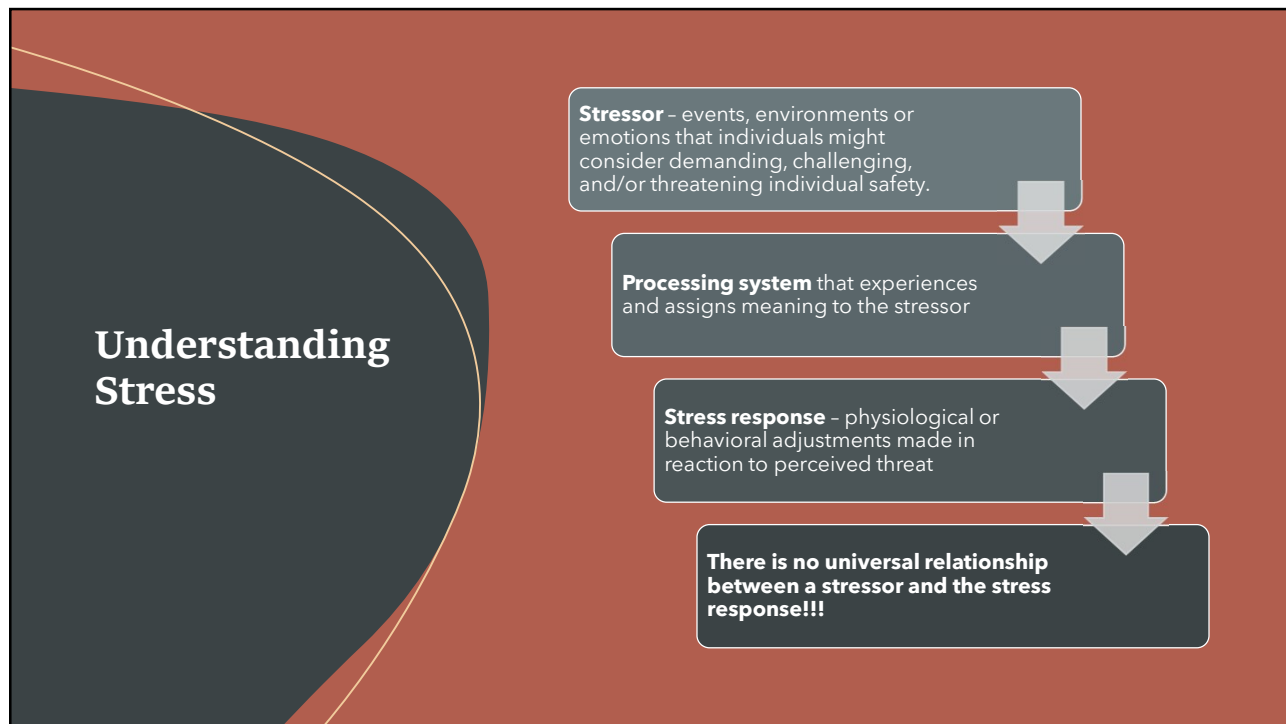 Understanding
Stress
Stressor – events, environments or
emotions that individuals might
consider demanding, challenging,
and/or threatening individual safety.
Processing system that experiences
and assigns meaning to the stressor
Stress response – physiological or
behavioral adjustments made in
reaction to perceived threat
There is no universal relationship
between a stressor and the stress
response!!!